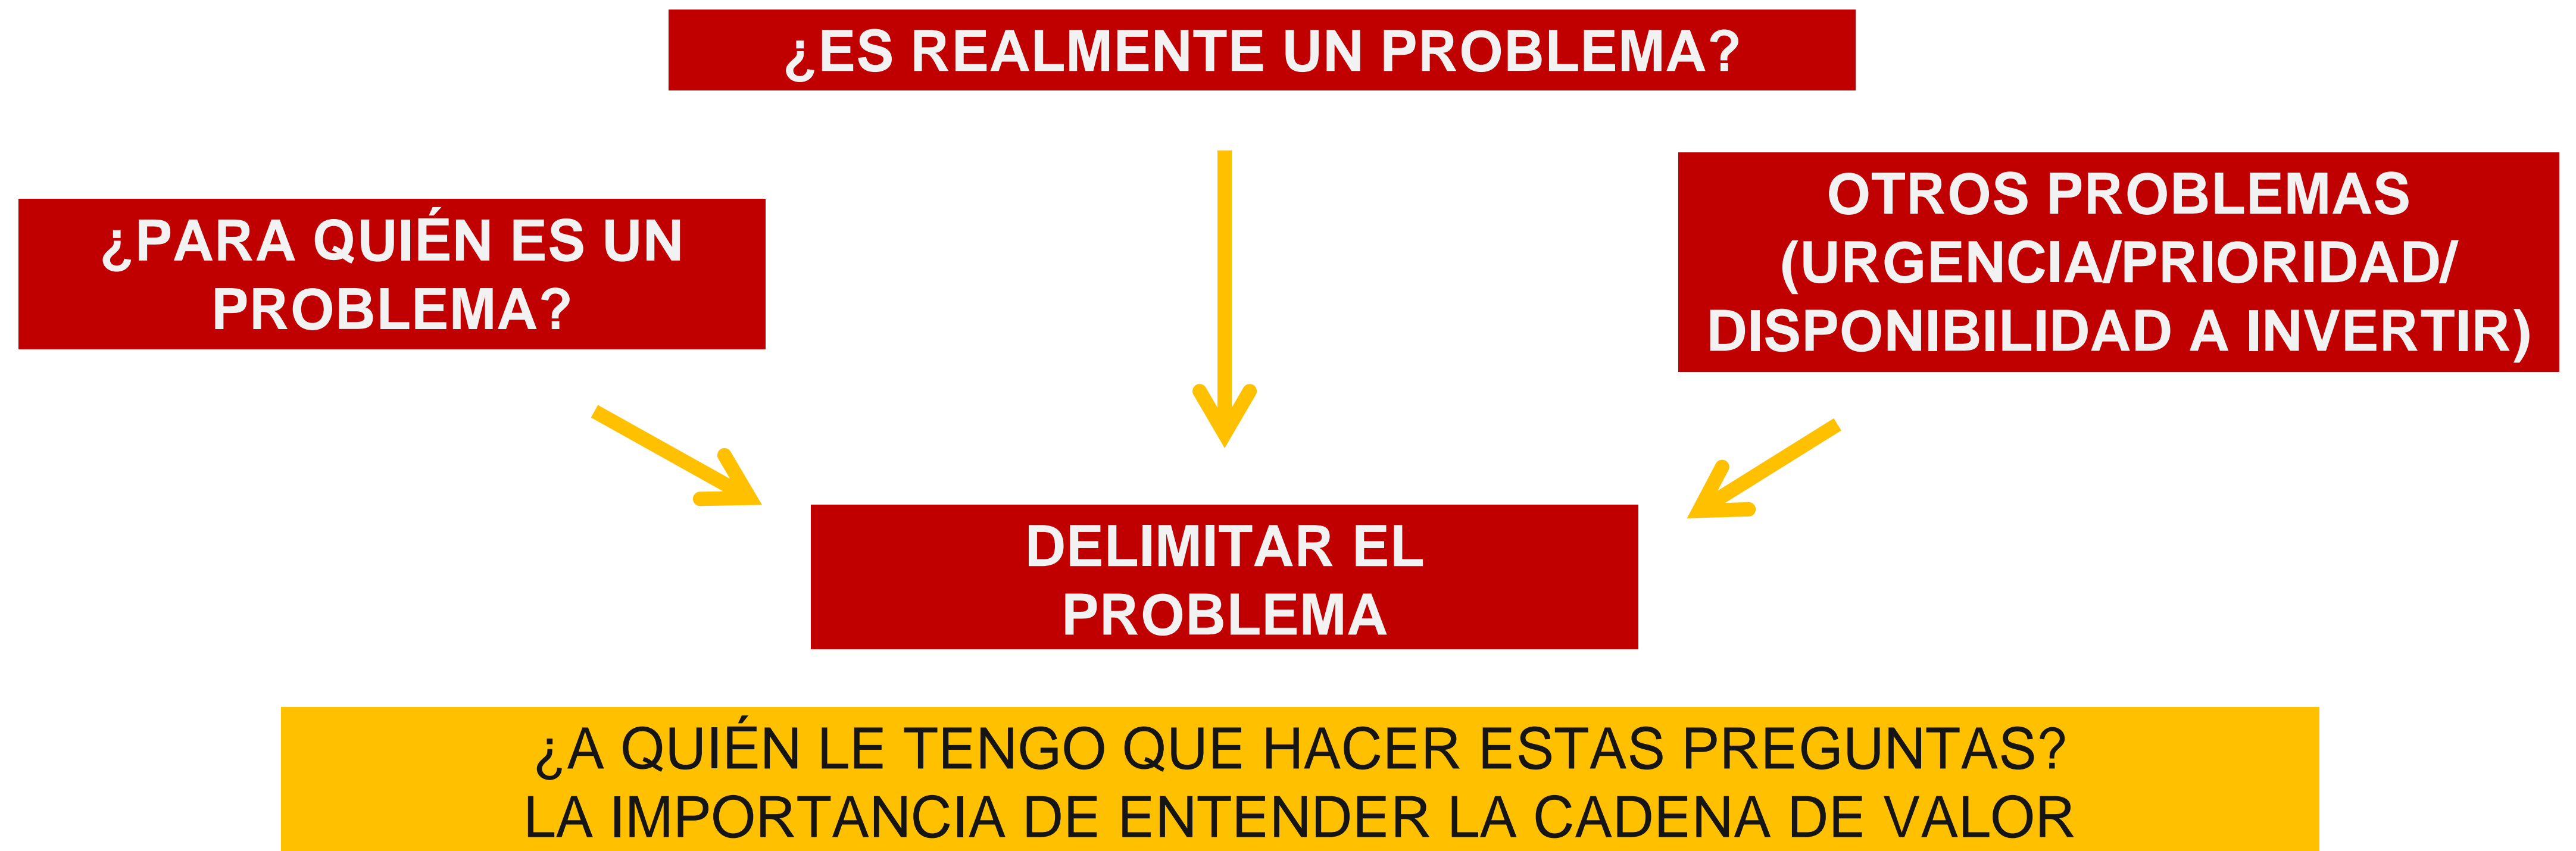 ¿ES REALMENTE UN PROBLEMA?
¿PARA QUIÉN ES UN
PROBLEMA?
OTROS PROBLEMAS
(URGENCIA/PRIORIDAD/
DISPONIBILIDAD A INVERTIR)
DELIMITAR EL
PROBLEMA
¿A QUIÉN LE TENGO QUE HACER ESTAS PREGUNTAS?
LA IMPORTANCIA DE ENTENDER LA CADENA DE VALOR